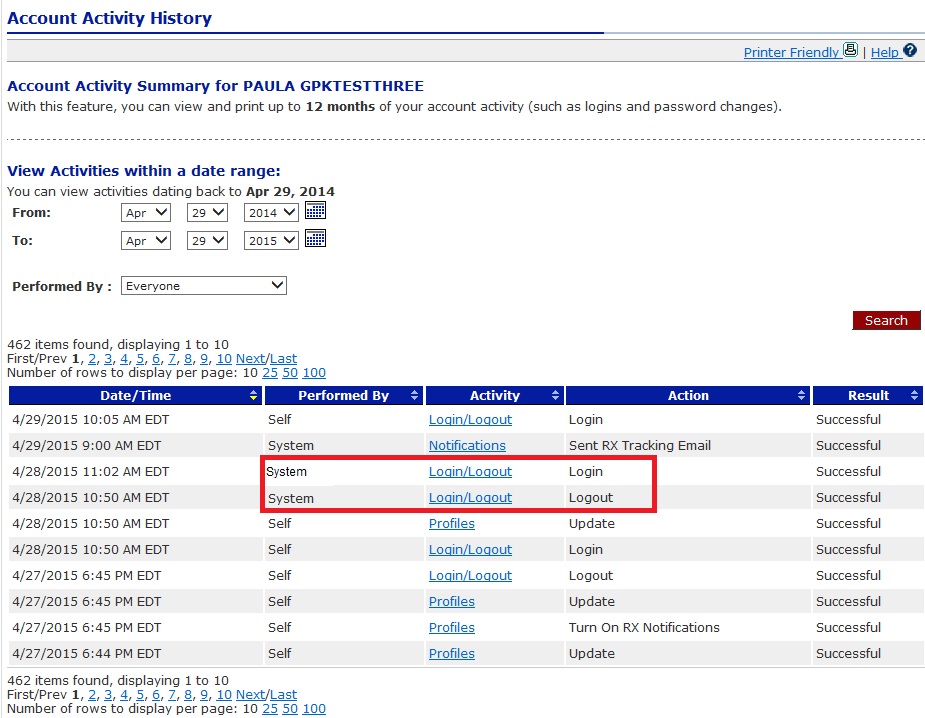 Account Activity History
Printer Friendly | Help ?
Account Activity Summary for PAULA GPKTESTTHREE
With this feature, you can view and print up to 12 months of your account activity (such as logins and password changes).
View Activities within a date range:
You can view activities dating back to Apr 29, 2014
From: Apr 29 2014
To: Apr 29 2015
Performed By : Everyone
Search
462 items found, displaying 1 to 10
First/Prev 1, 2, 3, 4, 5, 6, 7, 8, 9, 10 Next/Last
Number of rows to display per page: 10 25 50 100
Date/Time Performed By Activity Action Result
4/29/2015 10:05 AM EDT Self Login/Logout Login Successful
4/29/2015 9:00 AM EDT System Notifications Sent RX Tracking Email Successful
4/28/2015 11:02 AM EDT System Login/Logout Login Successful
4/28/2015 10:50 AM EDT System Login/Logout Logout Successful
4/28/2015 10:50 AM EDT Self Profiles Update Successful
4/28/2015 10:50 AM EDT Self Login/Logout Login Successful
4/27/2015 6:45 PM EDT Self Login/Logout Logout Successful
4/27/2015 6:45 PM EDT Self Profiles Update Successful
4/27/2015 6:45 PM EDT Self Profiles Turn On RX Notifications Successful
4/27/2015 6:44 PM EDT Self Profiles Update Successful
462 items found, displaying 1 to 10
First/Prev 1, 2, 3, 4, 5, 6, 7, 8, 9, 10 Next/Last
Number of rows to display per page: 10 25 50 100